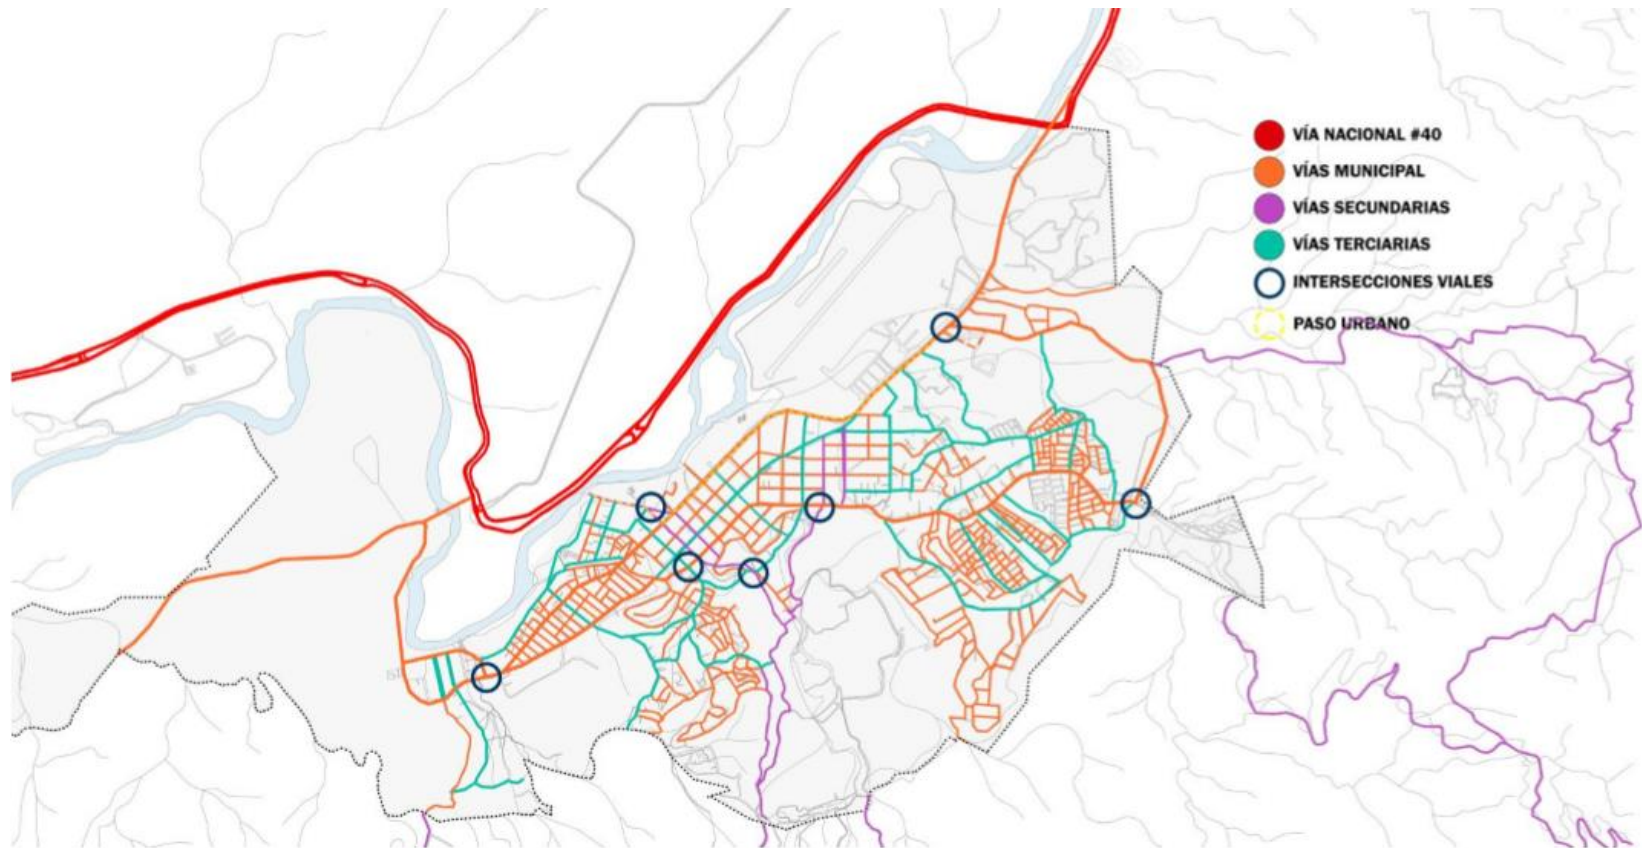 VÍA NACIONAL #40
VÍAS MUNICIPAL
VÍAS SECUNDARIAS
VÍAS TERCIARIAS
INTERSECCIONES VIALES
PASO URBANO